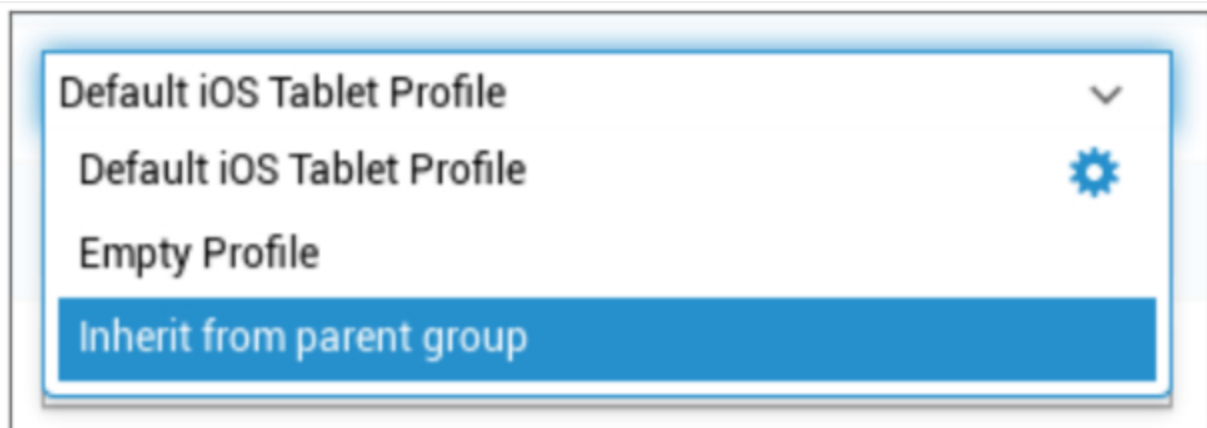 Default iOS Tablet Profile
Default iOS Tablet Profile
Empty Profile
Inherit from parent group